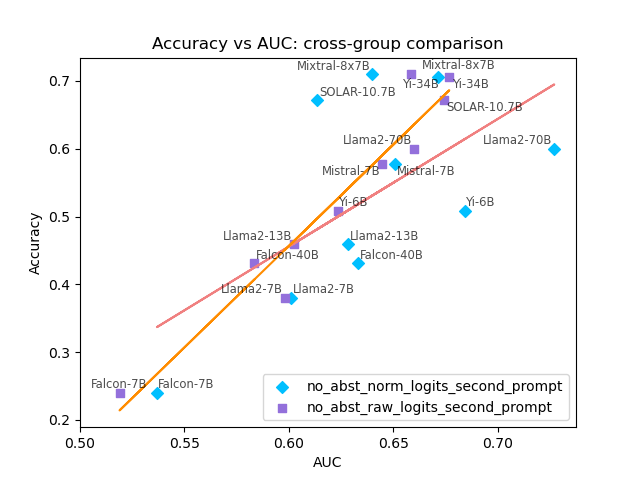 Accuracy vs AUC: cross-group comparison
Mixtral-8x7B
Mixtral-8x7B
Yi-34B
Yi-34B
SOLAR-10.7B
SOLAR-10.7B
Llama2-70B
Llama2-70B
Mistral-7B
Mistral-7B
Yi-6B
Yi-6B
Llama2-13B
Llama2-13B
Falcon-40B
Falcon-40B
Llama2-7B
Llama2-7B
Falcon-7B
Falcon-7B
0.7
0.6
0.5
0.4
0.3
0.2
Accuracy
no_abst_norm_logits_second_prompt
no_abst_raw_logits_second_prompt
0.50
0.55
0.60
0.65
0.70
AUC